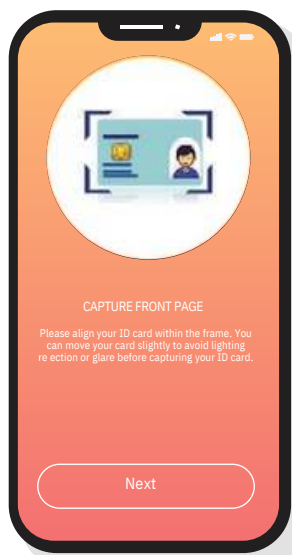 CAPTURE FRONT PAGE
Please align your ID card within the frame. You
can move your card slightly to avoid lighting
re ection or glare before capturing your ID card.
Next